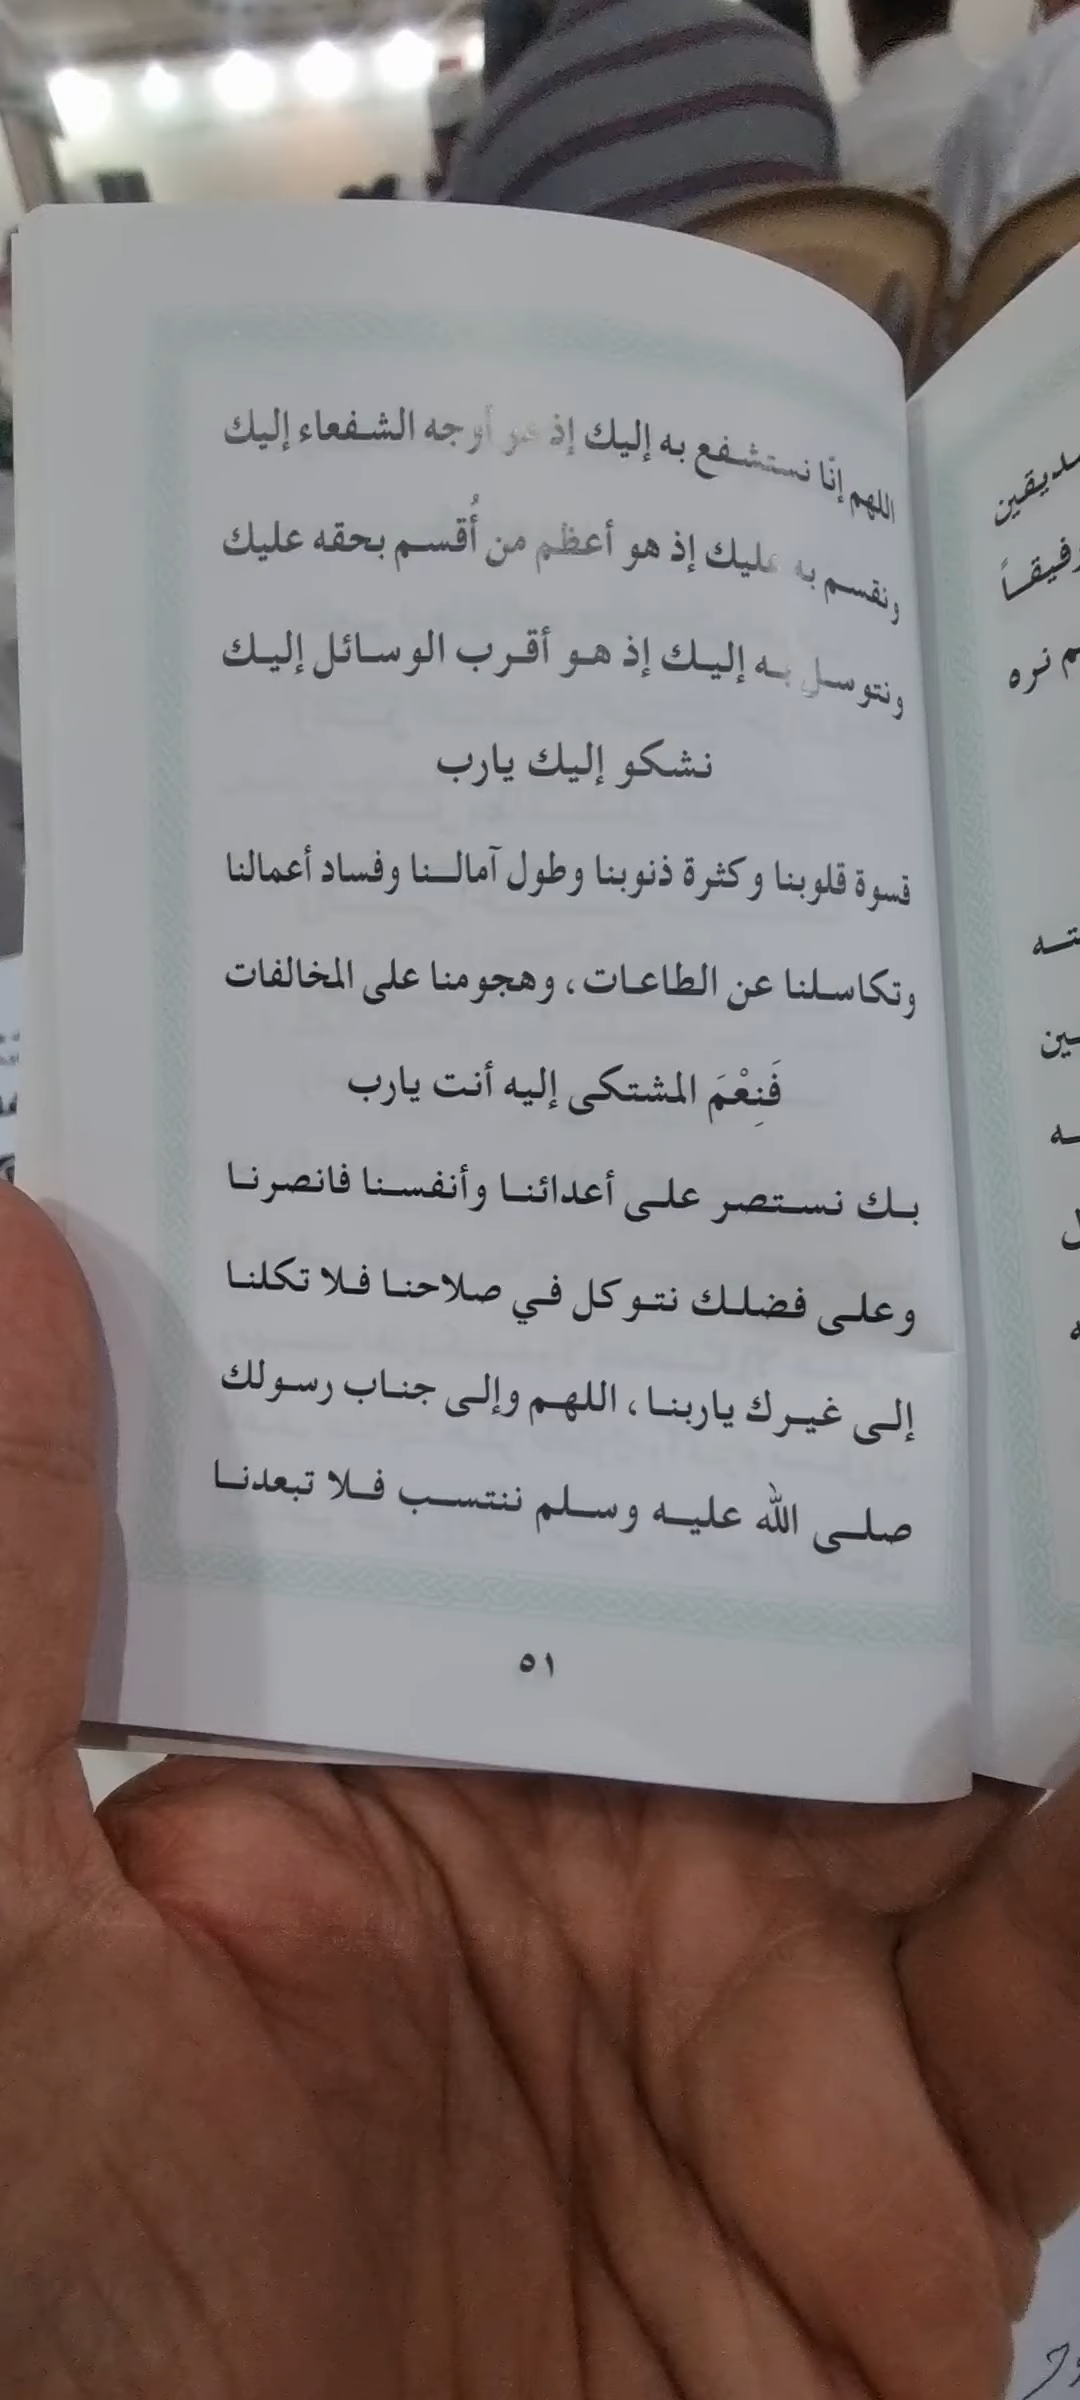 اللهم إنّا نستشفع به إليك إذ هو أوجه الشفعاء إليك
ونقسم به عليك إذ هو أعظم من أُقسم بحقه عليك
ونتوسل به إليك إذ هو أقرب الوسائل إليك
نشكو إليك يارب
قسوة قلوبنا وكثرة ذنوبنا وطول آمالنا وفساد أعمالنا
وتكاسلنا عن الطاعات، وهجومنا على المخالفات
فَنِعْمَ المشتكى إليه أنت يارب
بك نستصر على أعدائنا وأنفسنا فانصرنا
وعلى فضلك نتوكل في صلاحنا فلا تكلنا
إلى غيرك ياربنا، اللهم وإلى جناب رسولك
صلى الله عليه وسلم ننتسب فلا تبعدنا
٥١
نره